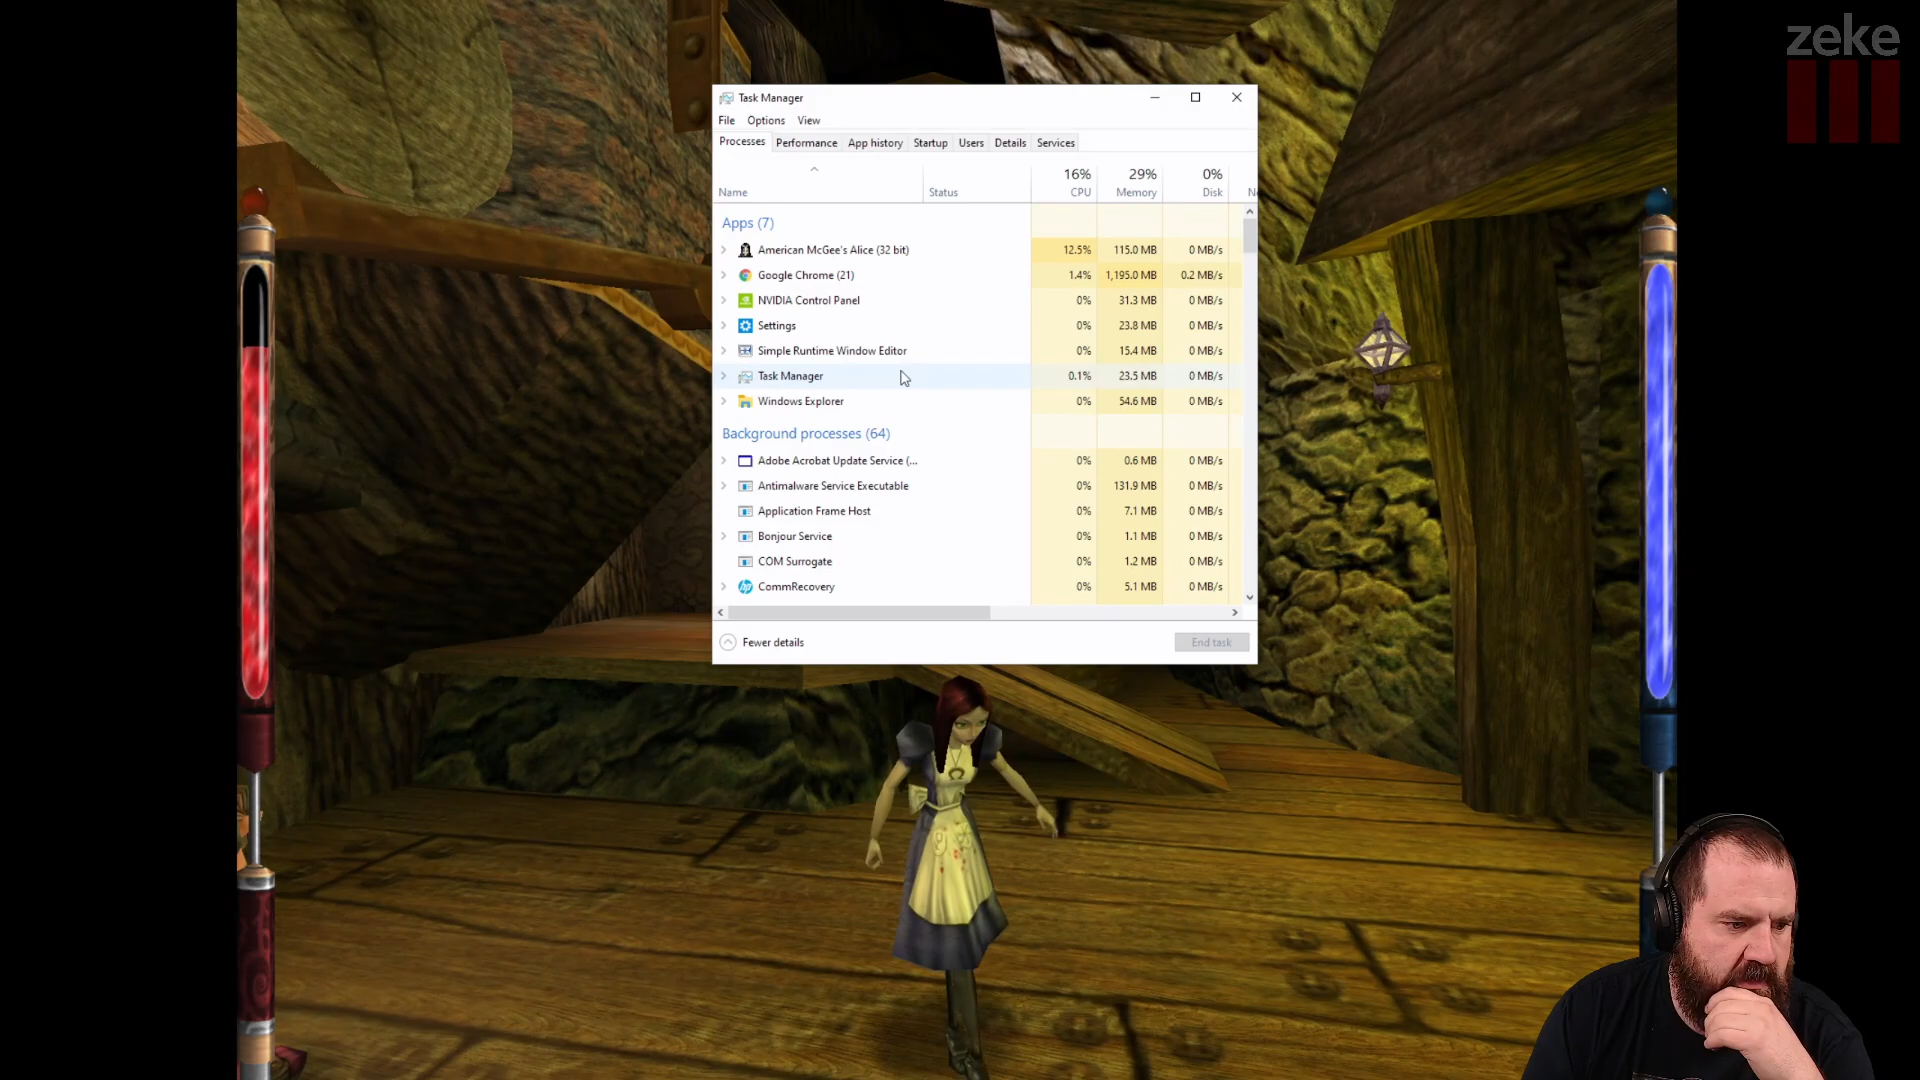 zeke
III
Task Manager
File Options View
Processes Performance App history Startup Users Details Services
16% 29% 0%
Name Status CPU Memory Disk Ne
Apps (7)
American McGee's Alice (32 bit) 12.5% 115.0 MB 0 MB/s
Google Chrome (21) 1.4% 1,195.0 MB 0.2 MB/s
NVIDIA Control Panel 0% 31.3 MB 0 MB/s
Settings 0% 23.8 MB 0 MB/s
Simple Runtime Window Editor 0% 15.4 MB 0 MB/s
Task Manager 0.1% 23.5 MB 0 MB/s
Windows Explorer 0% 54.6 MB 0 MB/s
Background processes (64)
Adobe Acrobat Update Service (... 0% 0.6 MB 0 MB/s
Antimalware Service Executable 0% 131.9 MB 0 MB/s
Application Frame Host 0% 7.1 MB 0 MB/s
Bonjour Service 0% 1.1 MB 0 MB/s
COM Surrogate 0% 1.2 MB 0 MB/s
CommRecovery 0% 5.1 MB 0 MB/s
Fewer details End task